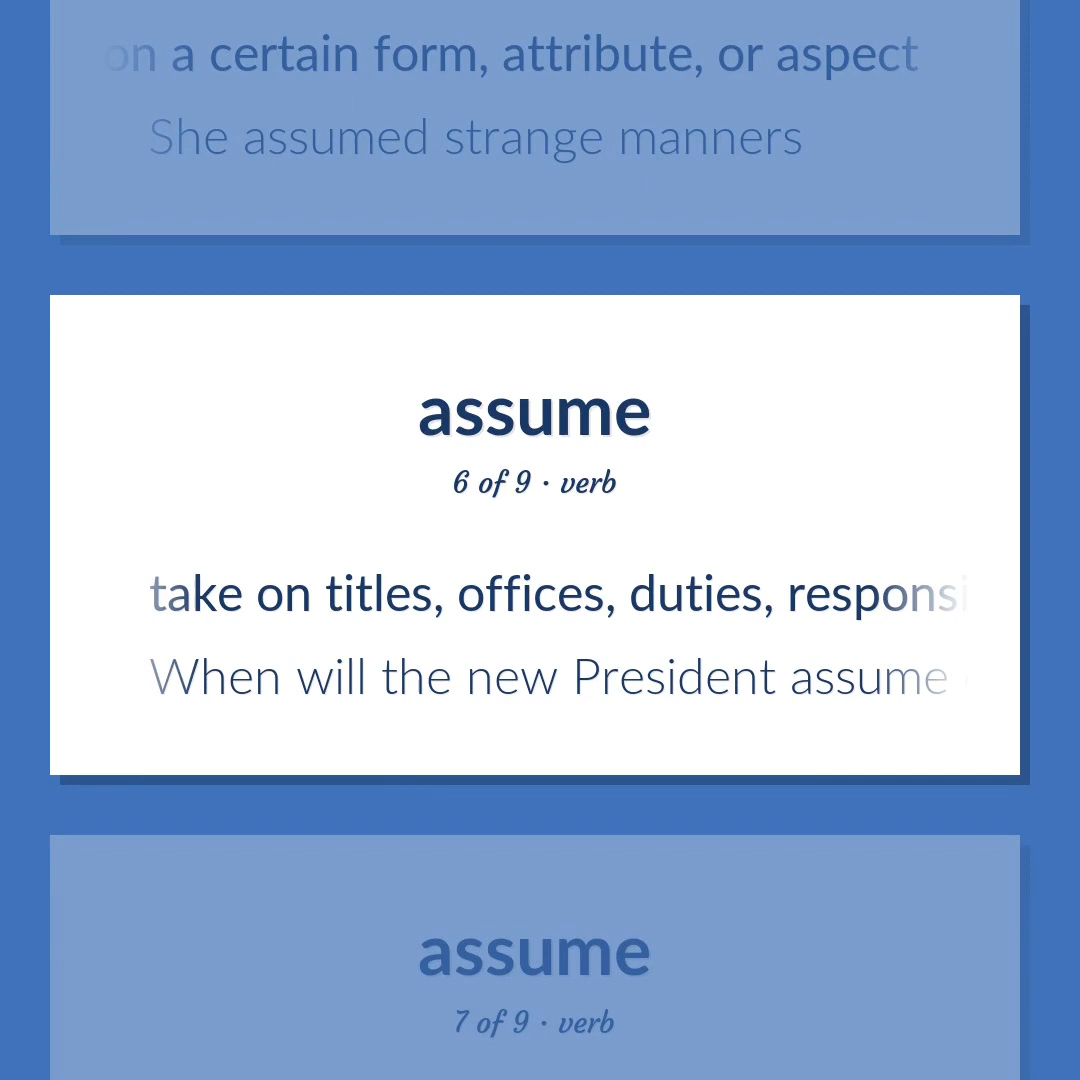 on a certain form, attribute, or aspect
She assumed strange manners
assume
6 of 9 · verb
take on titles, offices, duties, responsi
When will the new President assume
assume
7 of 9 · verb